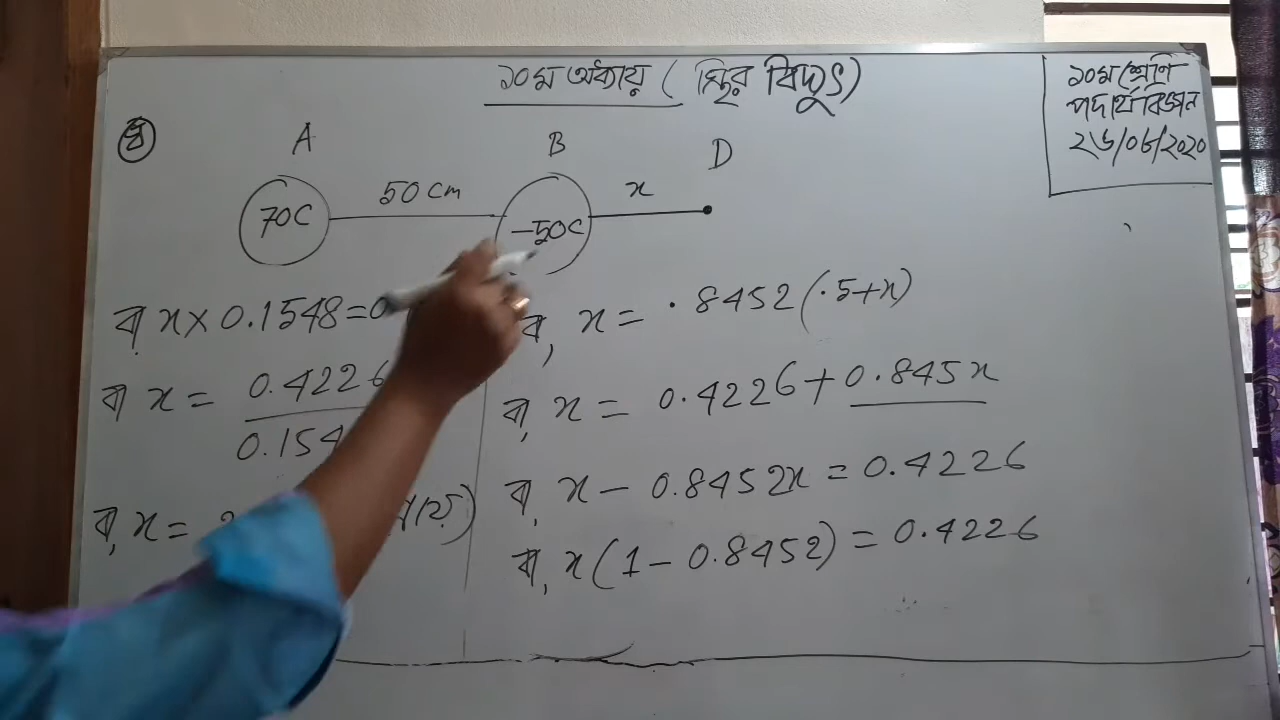 ১০ম অধ্যায় ( স্থির বিদ্যুৎ)
১০ম শ্রেণি
পদার্থবিজ্ঞান
২৬/০৬/২০২০
A B D
70C 50 cm -50C x
বা, x = .8452(.5+x)
বা, x = 0.4226 + 0.845x
বা, x - 0.8452x = 0.4226
বা, x(1 - 0.8452) = 0.4226
বা, x × 0.1548 = 0
বা x = 0.4226
0.154
বা, x =